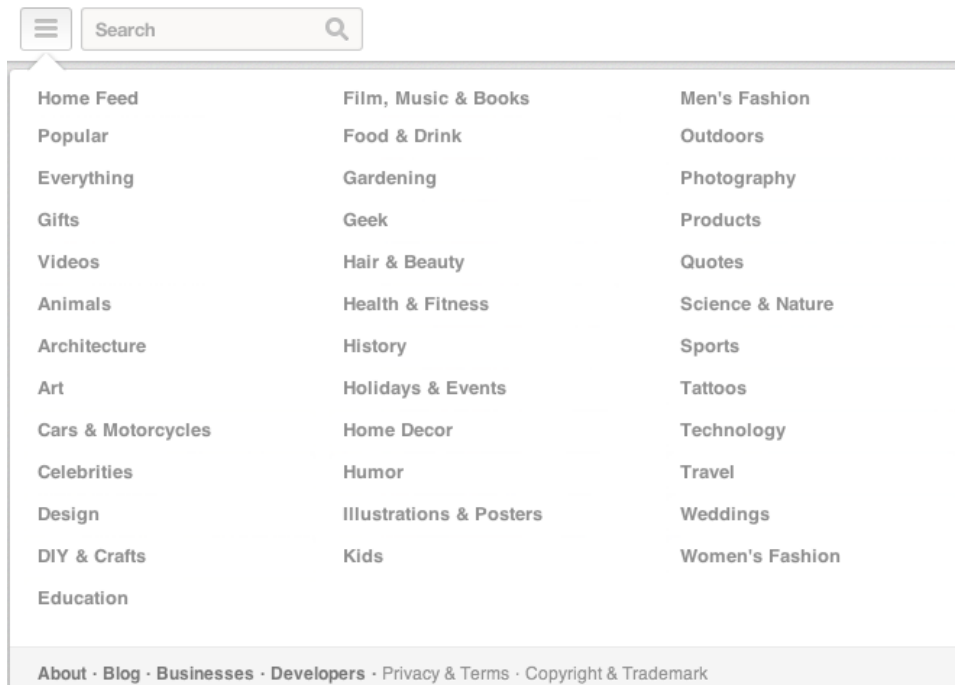 Search
Home Feed
Popular
Everything
Gifts
Videos
Animals
Architecture
Art
Cars & Motorcycles
Celebrities
Design
DIY & Crafts
Education
Film, Music & Books
Food & Drink
Gardening
Geek
Hair & Beauty
Health & Fitness
History
Holidays & Events
Home Decor
Humor
Illustrations & Posters
Kids
Men's Fashion
Outdoors
Photography
Products
Quotes
Science & Nature
Sports
Tattoos
Technology
Travel
Weddings
Women's Fashion
About · Blog · Businesses · Developers · Privacy & Terms · Copyright & Trademark